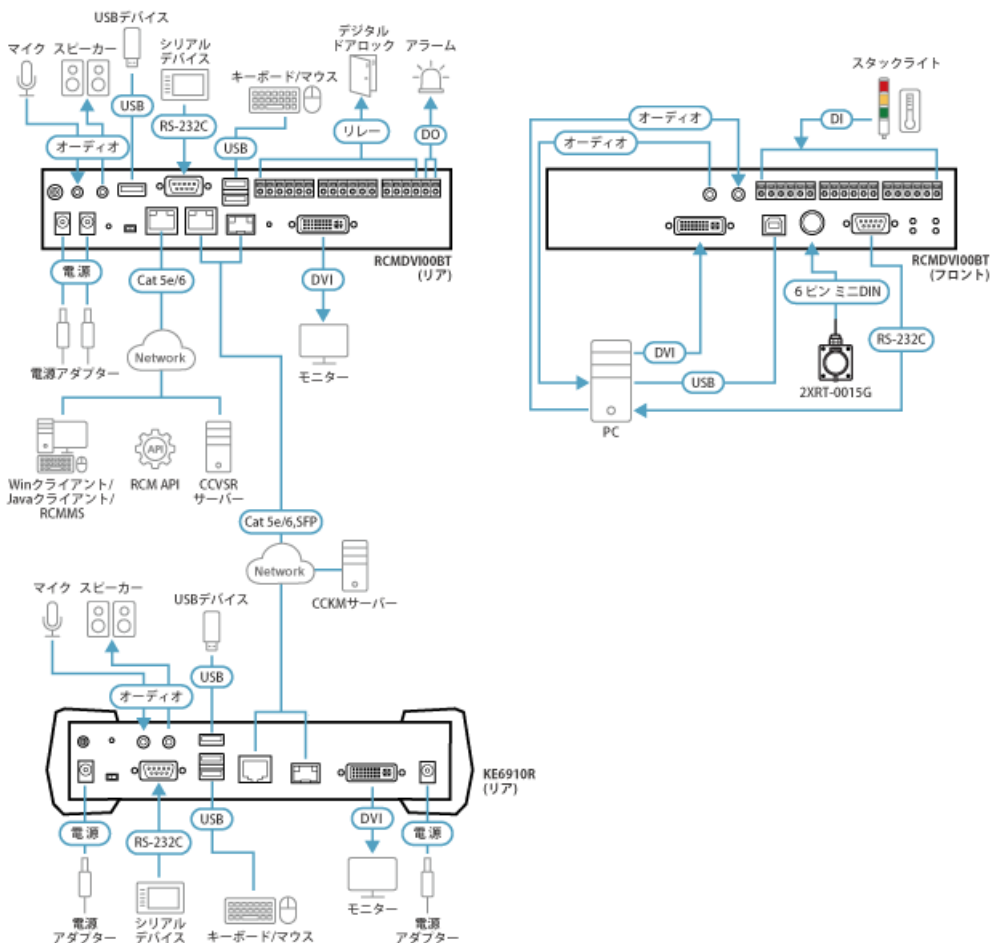 USBデバイス
マイク
スピーカー
シリアル
デバイス
キーボード/マウス
デジタル
ドアロック
アラーム
USB
RS-232C
オーディオ
USB
リレー
DO
RCMDVI00BT
(リア)
電源
Cat 5e/6
DVI
電源アダプター
Network
モニター
Winクライアント/
Javaクライアント/
RCMMS
API
RCM API
CCVSR
サーバー
Cat 5e/6,SFP
Network
CCKMサーバー
スタックライト
オーディオ
オーディオ
DI
RCMDVI00BT
(フロント)
6 ピン ミニDIN
RS-232C
DVI
USB
2XRT-0015G
PC
マイク
スピーカー
USBデバイス
USB
オーディオ
KE6910R
(リア)
電源
RS-232C
USB
DVI
電源
電源
アダプター
シリアル
デバイス
キーボード/マウス
モニター
電源
アダプター